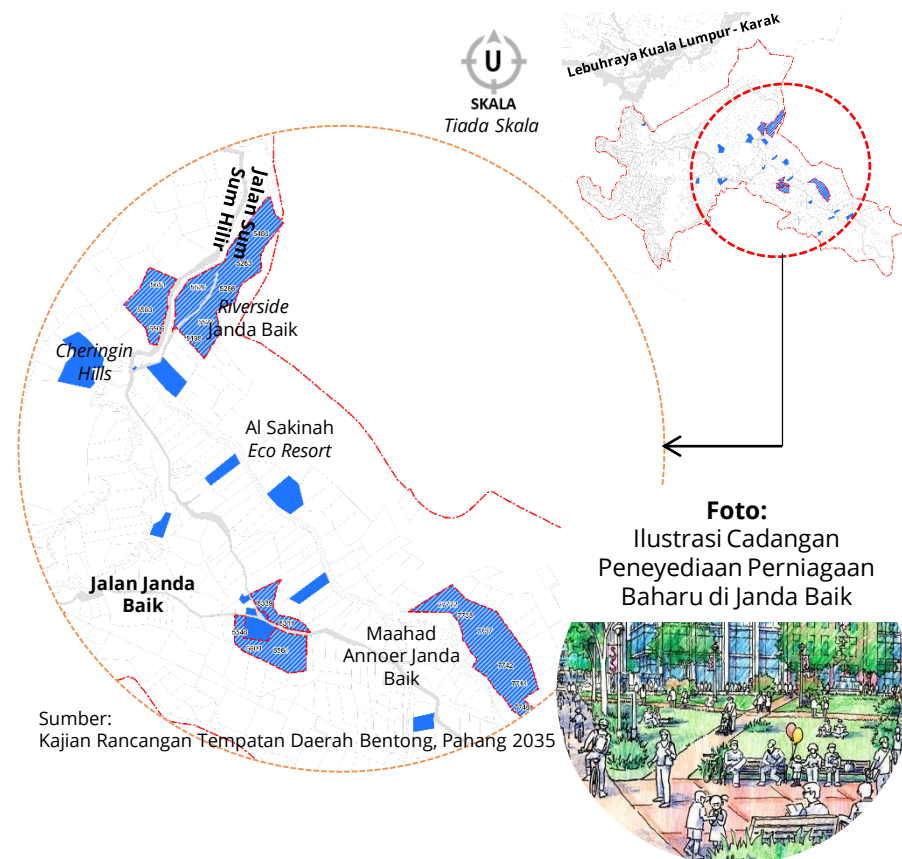 Lebuhraya Kuala Lumpur - Karak
U
SKALA
Tiada Skala
Jalan Sum
Sum Hilir
Riverside
Janda Baik
Cheringin
Hills
Al Sakinah
Eco Resort
Jalan Janda
Baik
Maahad
Annoer Janda
Baik
Sumber:
Kajian Rancangan Tempatan Daerah Bentong, Pahang 2035
Foto:
Ilustrasi Cadangan
Peneyediaan Perniagaan
Baharu di Janda Baik